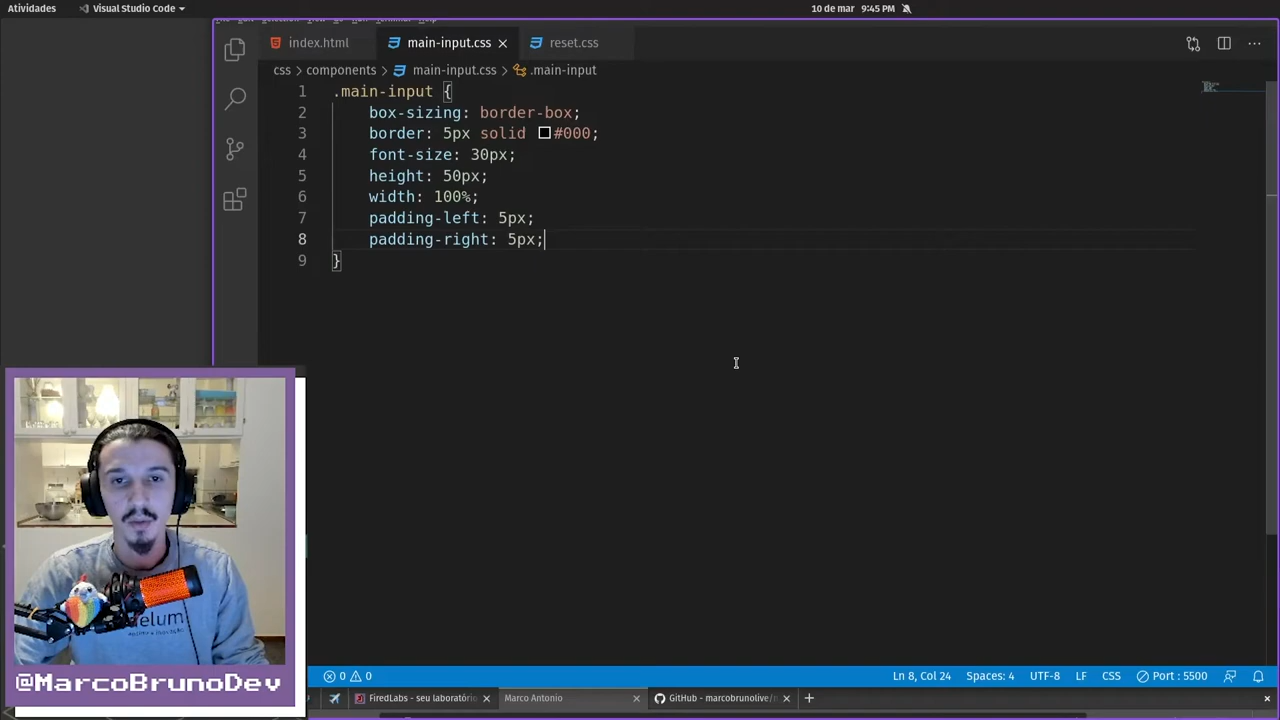 Atividades
Visual Studio Code
10 de mar 9:45 PM
index.html
main-input.css
reset.css
css > components > main-input.css > .main-input
1 .main-input {
2 box-sizing: border-box;
3 border: 5px solid #000;
4 font-size: 30px;
5 height: 50px;
6 width: 100%;
7 padding-left: 5px;
8 padding-right: 5px;
9 }
elum
@MarcoBrunoDev
0 0
Ln 8, Col 24
Spaces: 4
UTF-8
LF
CSS
Port : 5500
FiredLabs - seu laboratório
Marco Antonio
GitHub - marcobrunolive/